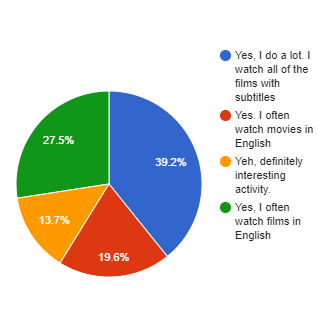 Yes, I do a lot. I
watch all of the
films with
subtitles
Yes. I often
watch movies in
English
Yeh, definitely
interesting
activity.
Yes, I often
watch films in
English
27.5%
39.2%
13.7%
19.6%